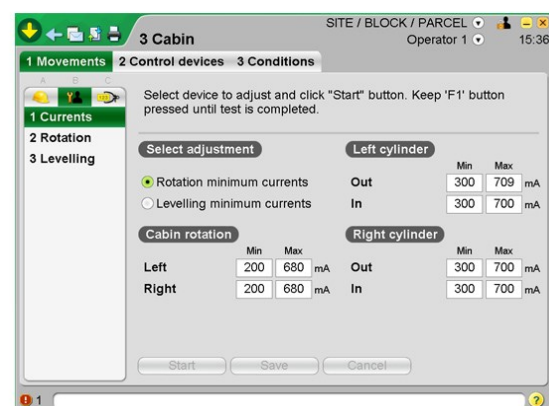 SITE / BLOCK / PARCEL
3 Cabin
Operator 1
15:36
1 Movements 2 Control devices 3 Conditions
A B C
1 Currents
2 Rotation
3 Levelling
Select device to adjust and click "Start" button. Keep 'F1' button
pressed until test is completed.
Select adjustment
Rotation minimum currents
Levelling minimum currents
Left cylinder
Min Max
Out 300 709 mA
In 300 700 mA
Cabin rotation
Min Max
Left 200 680 mA
Right 200 680 mA
Right cylinder
Min Max
Out 300 700 mA
In 300 700 mA
Start Save Cancel
1
?